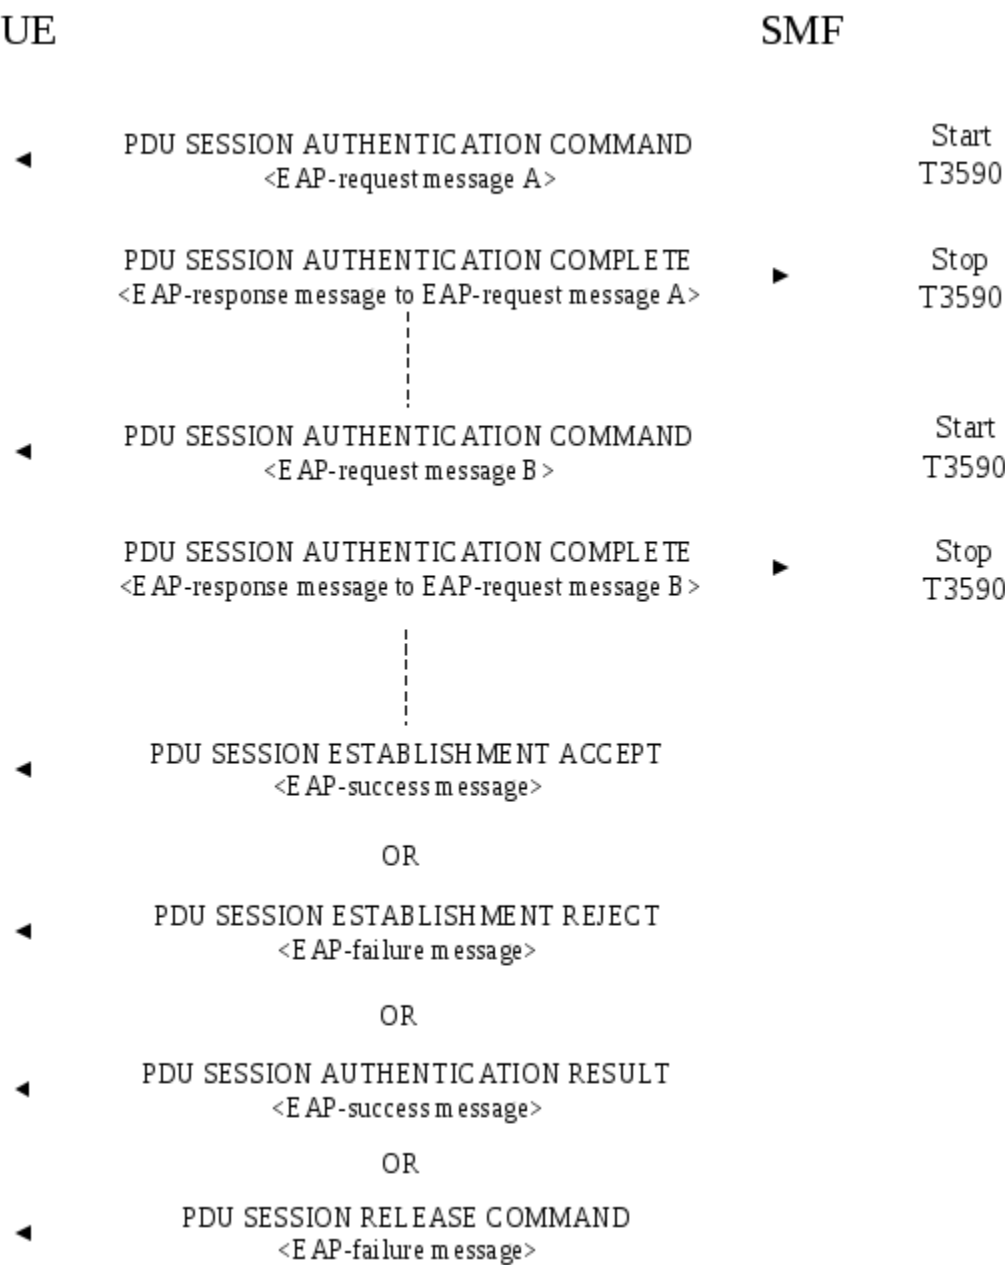 UE SMF
PDU SESSION AUTHENTICATION COMMAND
<EAP-request message A>
Start
T3590
PDU SESSION AUTHENTICATION COMPLETE
<EAP-response message to EAP-request message A>
Stop
T3590
PDU SESSION AUTHENTICATION COMMAND
<EAP-request message B>
Start
T3590
PDU SESSION AUTHENTICATION COMPLETE
<EAP-response message to EAP-request message B>
Stop
T3590
PDU SESSION ESTABLISHMENT ACCEPT
<EAP-success message>
OR
PDU SESSION ESTABLISHMENT REJECT
<EAP-failure message>
OR
PDU SESSION AUTHENTICATION RESULT
<EAP-success message>
OR
PDU SESSION RELEASE COMMAND
<EAP-failure message>